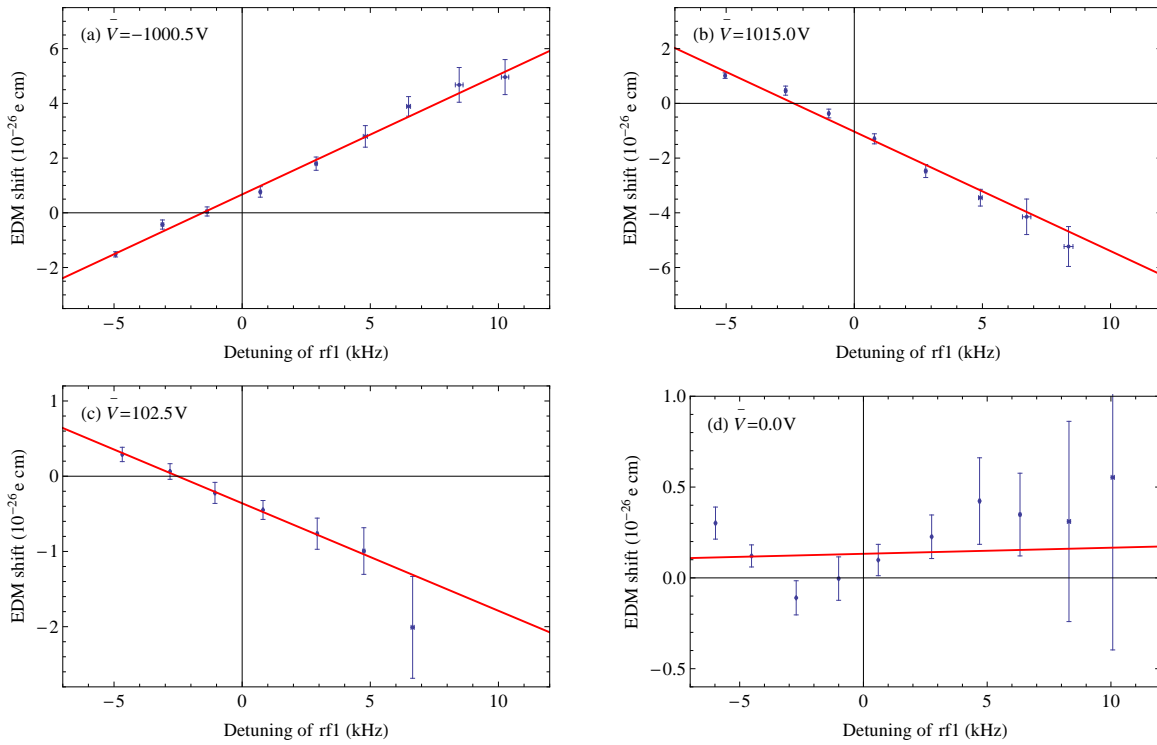 (a) V̄=−1000.5V
EDM shift (10⁻²⁶ e cm)
6
4
2
0
−2
−5 0 5 10
Detuning of rf1 (kHz)
(b) V̄=1015.0V
EDM shift (10⁻²⁶ e cm)
2
0
−2
−4
−6
−5 0 5 10
Detuning of rf1 (kHz)
(c) V̄=102.5V
EDM shift (10⁻²⁶ e cm)
1
0
−1
−2
−5 0 5 10
Detuning of rf1 (kHz)
(d) V̄=0.0V
EDM shift (10⁻²⁶ e cm)
1.0
0.5
0.0
−0.5
−5 0 5 10
Detuning of rf1 (kHz)